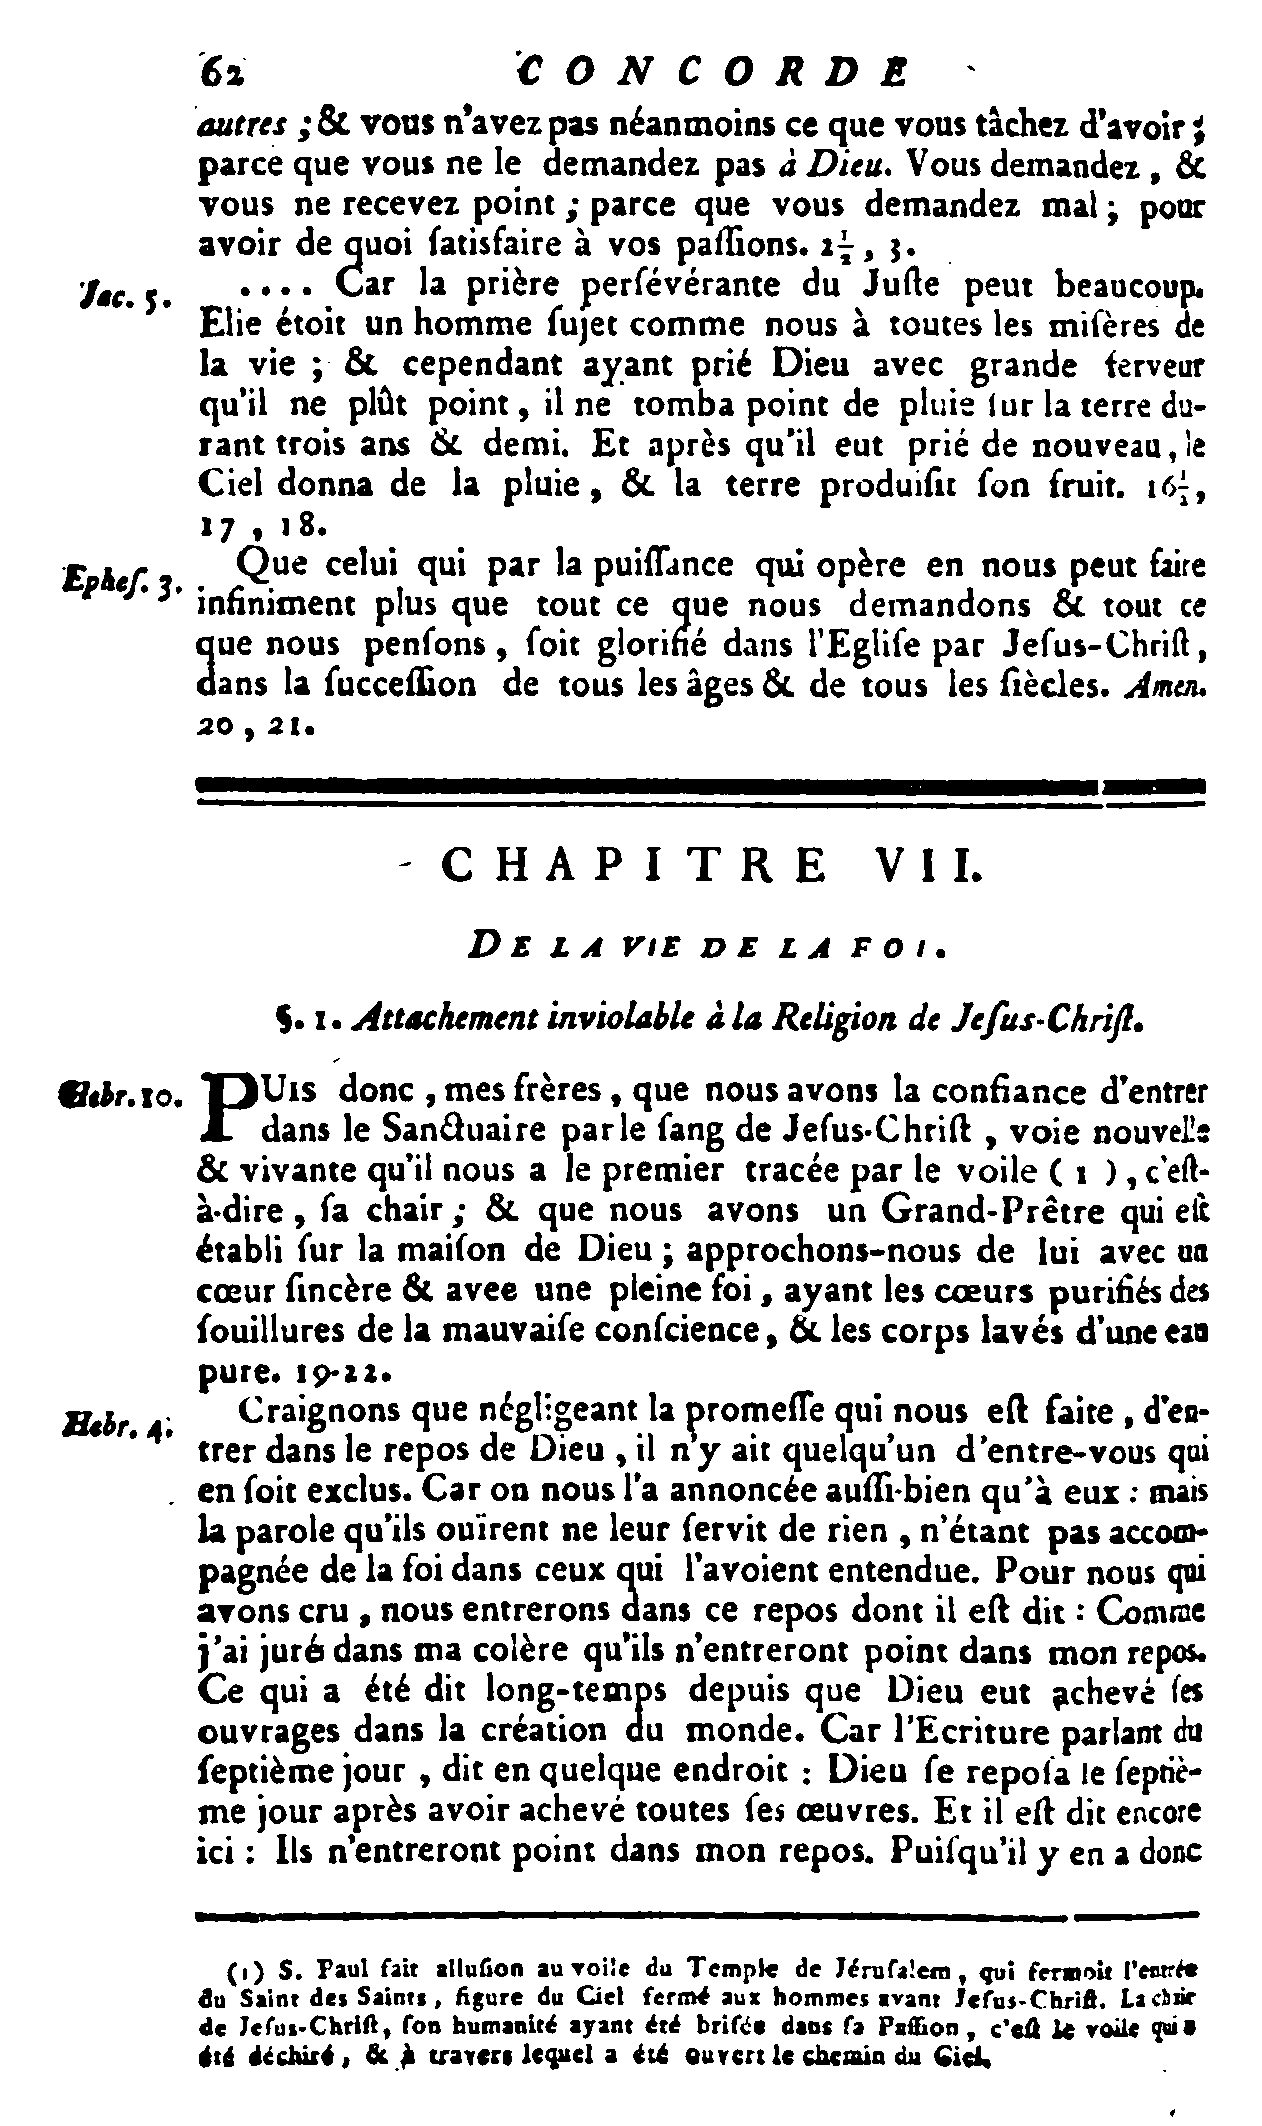 62 CONCORDE
autres ; & vous n'avez pas néanmoins ce que vous tâchez d'avoir ;
parce que vous ne le demandez pas à Dieu. Vous demandez , &
vous ne recevez point ; parce que vous demandez mal ; pour
avoir de quoi ſatisfaire à vos paſſions. 2½ , 3.
Jac. 5. .... Car la prière perſévérante du Juſte peut beaucoup.
Elie étoit un homme ſujet comme nous à toutes les miſères de
la vie ; & cependant ayant prié Dieu avec grande ferveur
qu'il ne plût point , il ne tomba point de pluie ſur la terre du-
rant trois ans & demi. Et après qu'il eut prié de nouveau , le
Ciel donna de la pluie , & la terre produiſit ſon fruit. 16½ ,
17 , 18.
Epheſ. 3. Que celui qui par la puiſſance qui opère en nous peut faire
infiniment plus que tout ce que nous demandons & tout ce
que nous penſons , ſoit glorifié dans l'Egliſe par Jeſus-Chriſt ,
dans la ſucceſſion de tous les âges & de tous les ſiècles. Amen.
20 , 21.
CHAPITRE VII.
DE LA VIE DE LA FOI.
§. 1. Attachement inviolable à la Religion de Jeſus-Chriſt.
Hebr. 10. PUIS donc , mes frères , que nous avons la confiance d'entrer
dans le Sanctuaire par le ſang de Jeſus-Chriſt , voie nouvelle
& vivante qu'il nous a le premier tracée par le voile ( 1 ) , c'eſt-
à-dire , ſa chair ; & que nous avons un Grand-Prêtre qui eſt
établi ſur la maiſon de Dieu ; approchons-nous de lui avec un
cœur ſincère & avee une pleine foi , ayant les cœurs purifiés des
ſouillures de la mauvaiſe conſcience , & les corps lavés d'une eau
pure. 19-22.
Hebr. 4. Craignons que négligeant la promeſſe qui nous eſt faite , d'en-
trer dans le repos de Dieu , il n'y ait quelqu'un d'entre-vous qui
en ſoit exclus. Car on nous l'a annoncée auſſi-bien qu'à eux : mais
la parole qu'ils ouïrent ne leur ſervit de rien , n'étant pas accom-
pagnée de la foi dans ceux qui l'avoient entendue. Pour nous qui
avons cru , nous entrerons dans ce repos dont il eſt dit : Comme
j'ai juré dans ma colère qu'ils n'entreront point dans mon repos.
Ce qui a été dit long-temps depuis que Dieu eut achevé ſes
ouvrages dans la création du monde. Car l'Ecriture parlant du
ſeptième jour , dit en quelque endroit : Dieu ſe repoſa le ſeptiè-
me jour après avoir achevé toutes ſes œuvres. Et il eſt dit encore
ici : Ils n'entreront point dans mon repos. Puiſqu'il y en a donc
(1) S. Paul fait alluſion au voile du Temple de Jéruſalem , qui fermoit l'entrée
du Saint des Saints , figure du Ciel fermé aux hommes avant Jeſus-Chriſt. La chair
de Jeſus-Chriſt , ſon humanité ayant été briſée dans ſa Paſſion , c'eſt le voile qui a
été déchiré , & à travers lequel a été ouvert le chemin du Ciel.